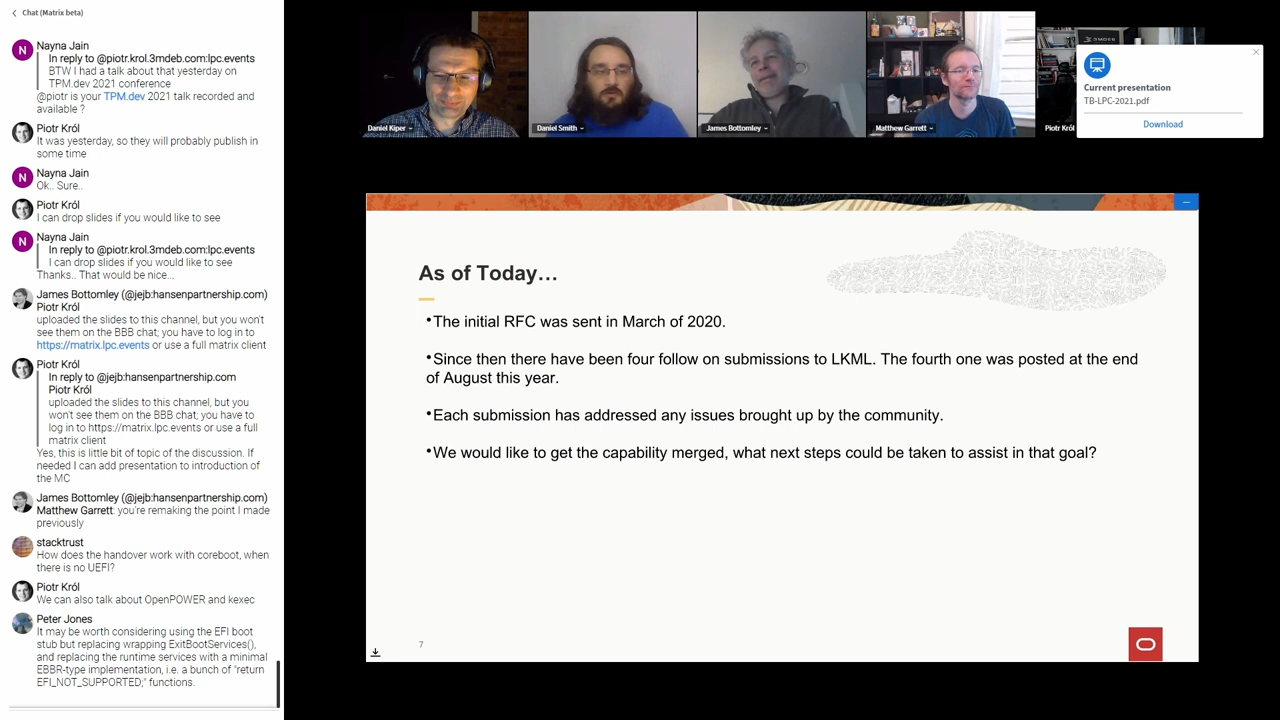 Chat (Matrix beta)
N
Nayna Jain
In reply to @piotr.krol.3mdeb.com:lpc.events
BTW I had a talk about that yesterday on
TPM.dev 2021 conference
@piotr is your TPM.dev 2021 talk recorded and
available ?
Piotr Król
It was yesterday, so they will probably publish in
some time
N
Nayna Jain
Ok.. Sure..
Piotr Król
I can drop slides if you would like to see
N
Nayna Jain
In reply to @piotr.krol.3mdeb.com:lpc.events
I can drop slides if you would like to see
Thanks.. That would be nice...
James Bottomley (@jejb:hansenpartnership.com)
Piotr Król
uploaded the slides to this channel, but you won't
see them on the BBB chat; you have to log in to
https://matrix.lpc.events or use a full matrix client
Piotr Król
In reply to @jejb:hansenpartnership.com
Piotr Król
uploaded the slides to this channel, but you
won't see them on the BBB chat; you have to
log in to https://matrix.lpc.events or use a full
matrix client
Yes, this is little bit of topic of the discussion. If
needed I can add presentation to introduction of
the MC
James Bottomley (@jejb:hansenpartnership.com)
Matthew Garrett: you're remaking the point I made
previously
stacktrust
How does the handover work with coreboot, when
there is no UEFI?
Piotr Król
We can also talk about OpenPOWER and kexec
Peter Jones
It may be worth considering using the EFI boot
stub but replacing wrapping ExitBootServices(),
and replacing the runtime services with a minimal
EBBR-type implementation, i.e. a bunch of "return
EFI_NOT_SUPPORTED;" functions.
Daniel Kiper
Daniel Smith
James Bottomley
Matthew Garrett
Piotr Król
3MDEB
Current presentation
TB-LPC-2021.pdf
Download
As of Today…
•The initial RFC was sent in March of 2020.
•Since then there have been four follow on submissions to LKML. The fourth one was posted at the end
of August this year.
•Each submission has addressed any issues brought up by the community.
•We would like to get the capability merged, what next steps could be taken to assist in that goal?
7